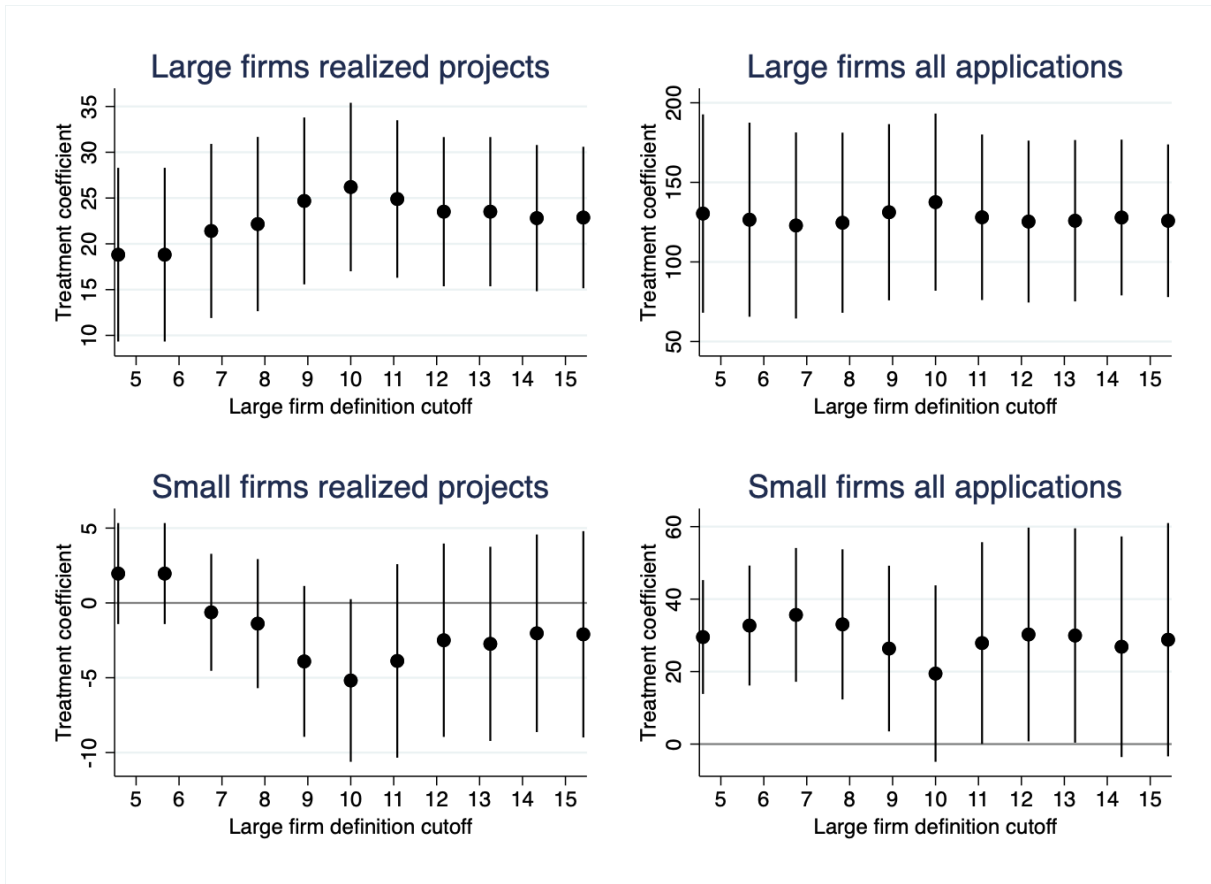 Large firms realized projects
Treatment coefficient
35
30
25
20
15
10
5 6 7 8 9 10 11 12 13 14 15
Large firm definition cutoff
Large firms all applications
Treatment coefficient
200
150
100
50
5 6 7 8 9 10 11 12 13 14 15
Large firm definition cutoff
Small firms realized projects
Treatment coefficient
5
0
-5
-10
5 6 7 8 9 10 11 12 13 14 15
Large firm definition cutoff
Small firms all applications
Treatment coefficient
60
40
20
0
5 6 7 8 9 10 11 12 13 14 15
Large firm definition cutoff